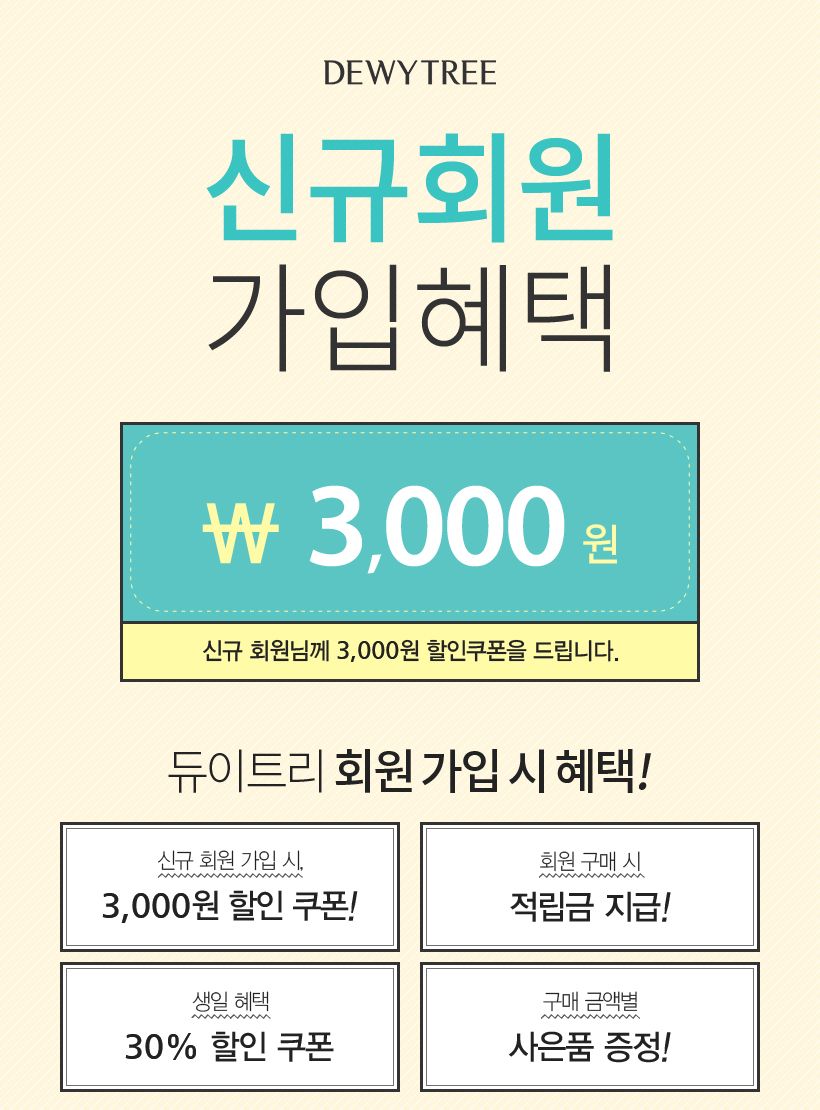 DEWYTREE
신규회원
가입혜택
₩ 3,000 원
신규 회원님께 3,000원 할인쿠폰을 드립니다.
듀이트리 회원 가입 시 혜택!
신규 회원 가입 시,
3,000원 할인 쿠폰!
회원 구매 시
적립금 지급!
생일 혜택
30% 할인 쿠폰
구매 금액별
사은품 증정!